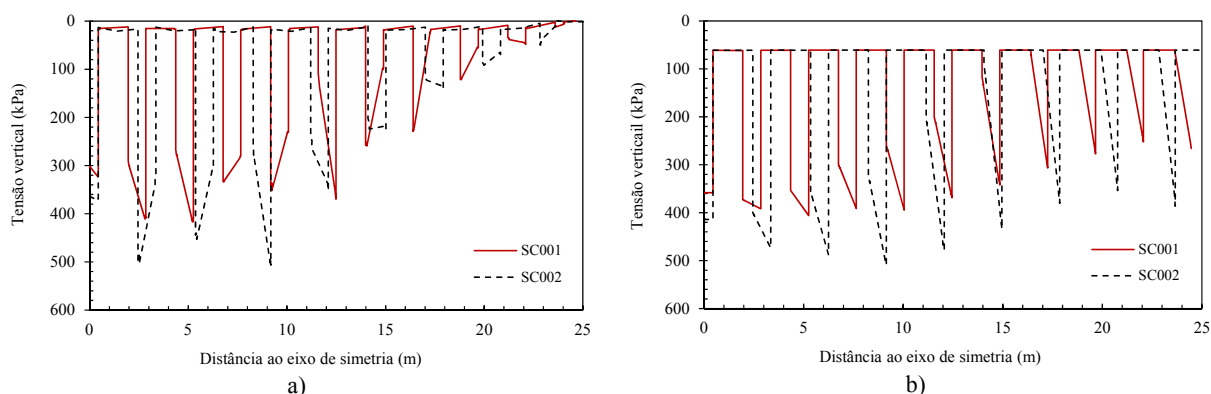 0
100
200
300
400
500
600
0 5 10 15 20 25
Tensão vertical (kPa)
Distância ao eixo de simetria (m)
SC001
SC002
a)
0
100
200
300
400
500
600
0 5 10 15 20 25
Tensão verticail (kPa)
Distância ao eixo de simetria (m)
SC001
SC002
b)